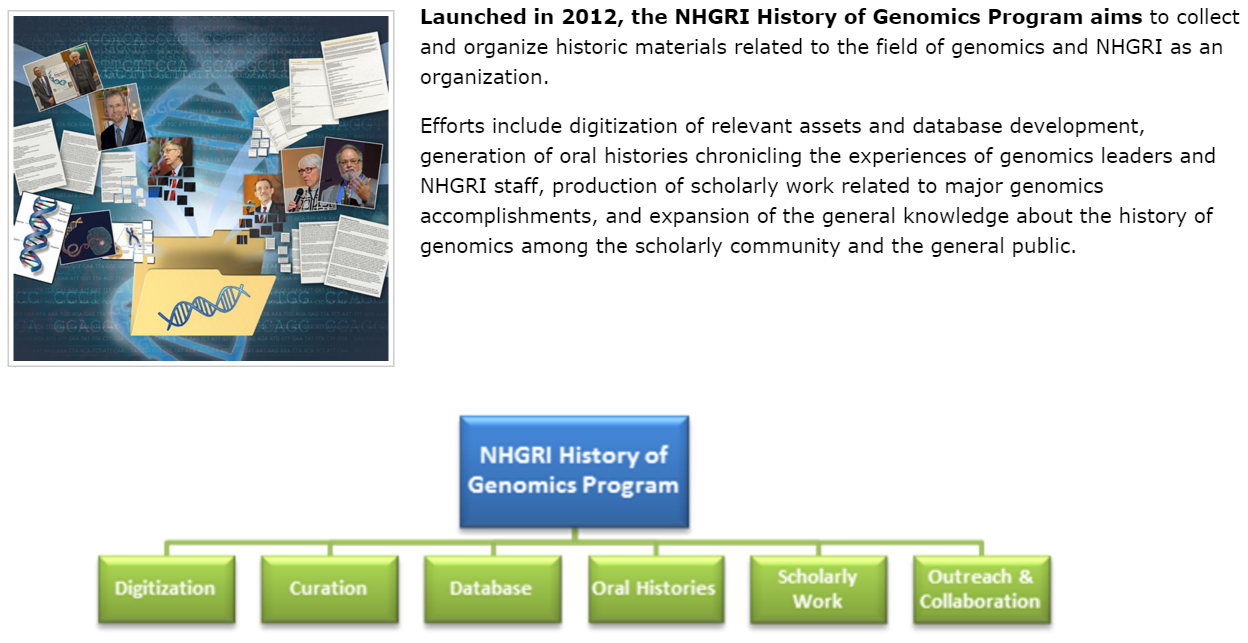 Launched in 2012, the NHGRI History of Genomics Program aims to collect
and organize historic materials related to the field of genomics and NHGRI as an
organization.
Efforts include digitization of relevant assets and database development,
generation of oral histories chronicling the experiences of genomics leaders and
NHGRI staff, production of scholarly work related to major genomics
accomplishments, and expansion of the general knowledge about the history of
genomics among the scholarly community and the general public.
NHGRI History of
Genomics Program
Digitization
Curation
Database
Oral Histories
Scholarly
Work
Outreach &
Collaboration